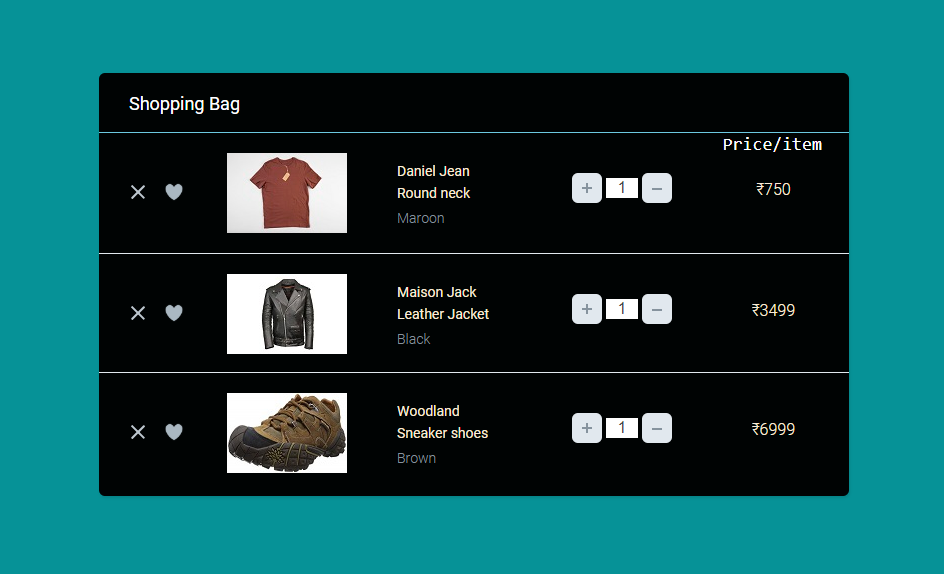 Shopping Bag
Price/item
Daniel Jean
Round neck
Maroon
+ 1 −
₹750
Maison Jack
Leather Jacket
Black
+ 1 −
₹3499
Woodland
Sneaker shoes
Brown
+ 1 −
₹6999